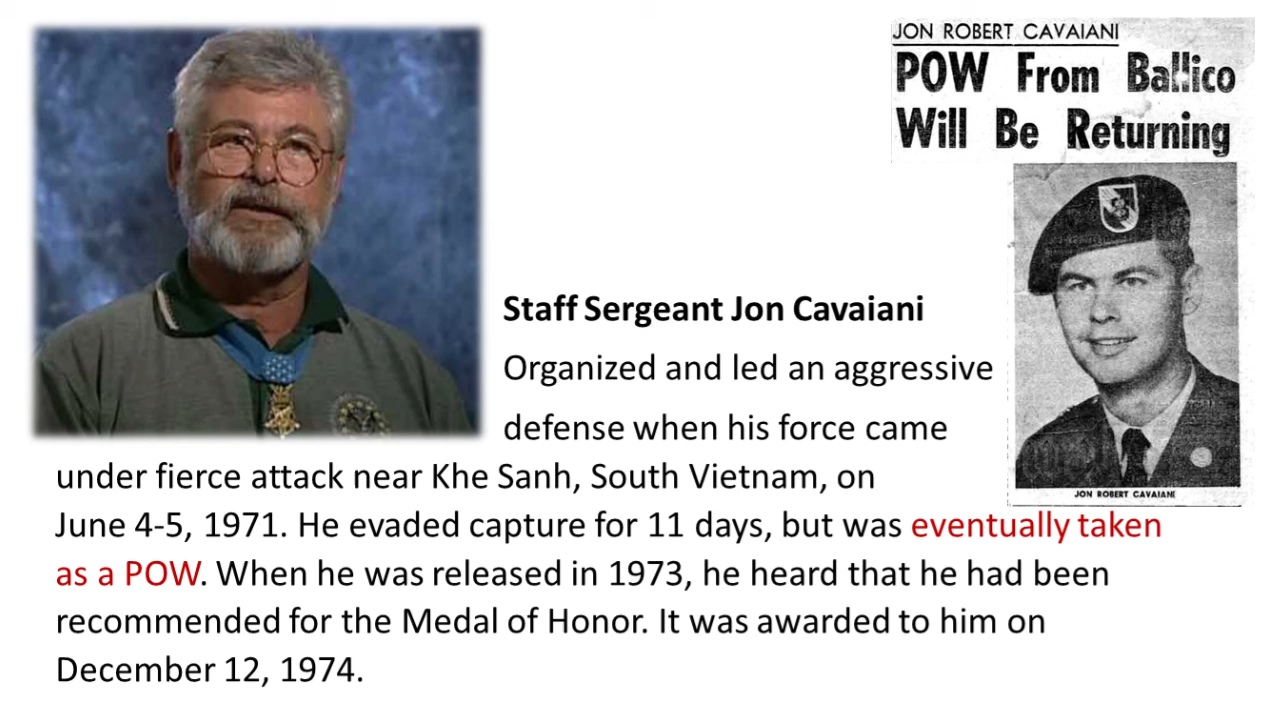 JON ROBERT CAVAIANI
POW From Ballico
Will Be Returning
JON ROBERT CAVAIANI
Staff Sergeant Jon Cavaiani
Organized and led an aggressive
defense when his force came
under fierce attack near Khe Sanh, South Vietnam, on
June 4-5, 1971. He evaded capture for 11 days, but was eventually taken
as a POW. When he was released in 1973, he heard that he had been
recommended for the Medal of Honor. It was awarded to him on
December 12, 1974.